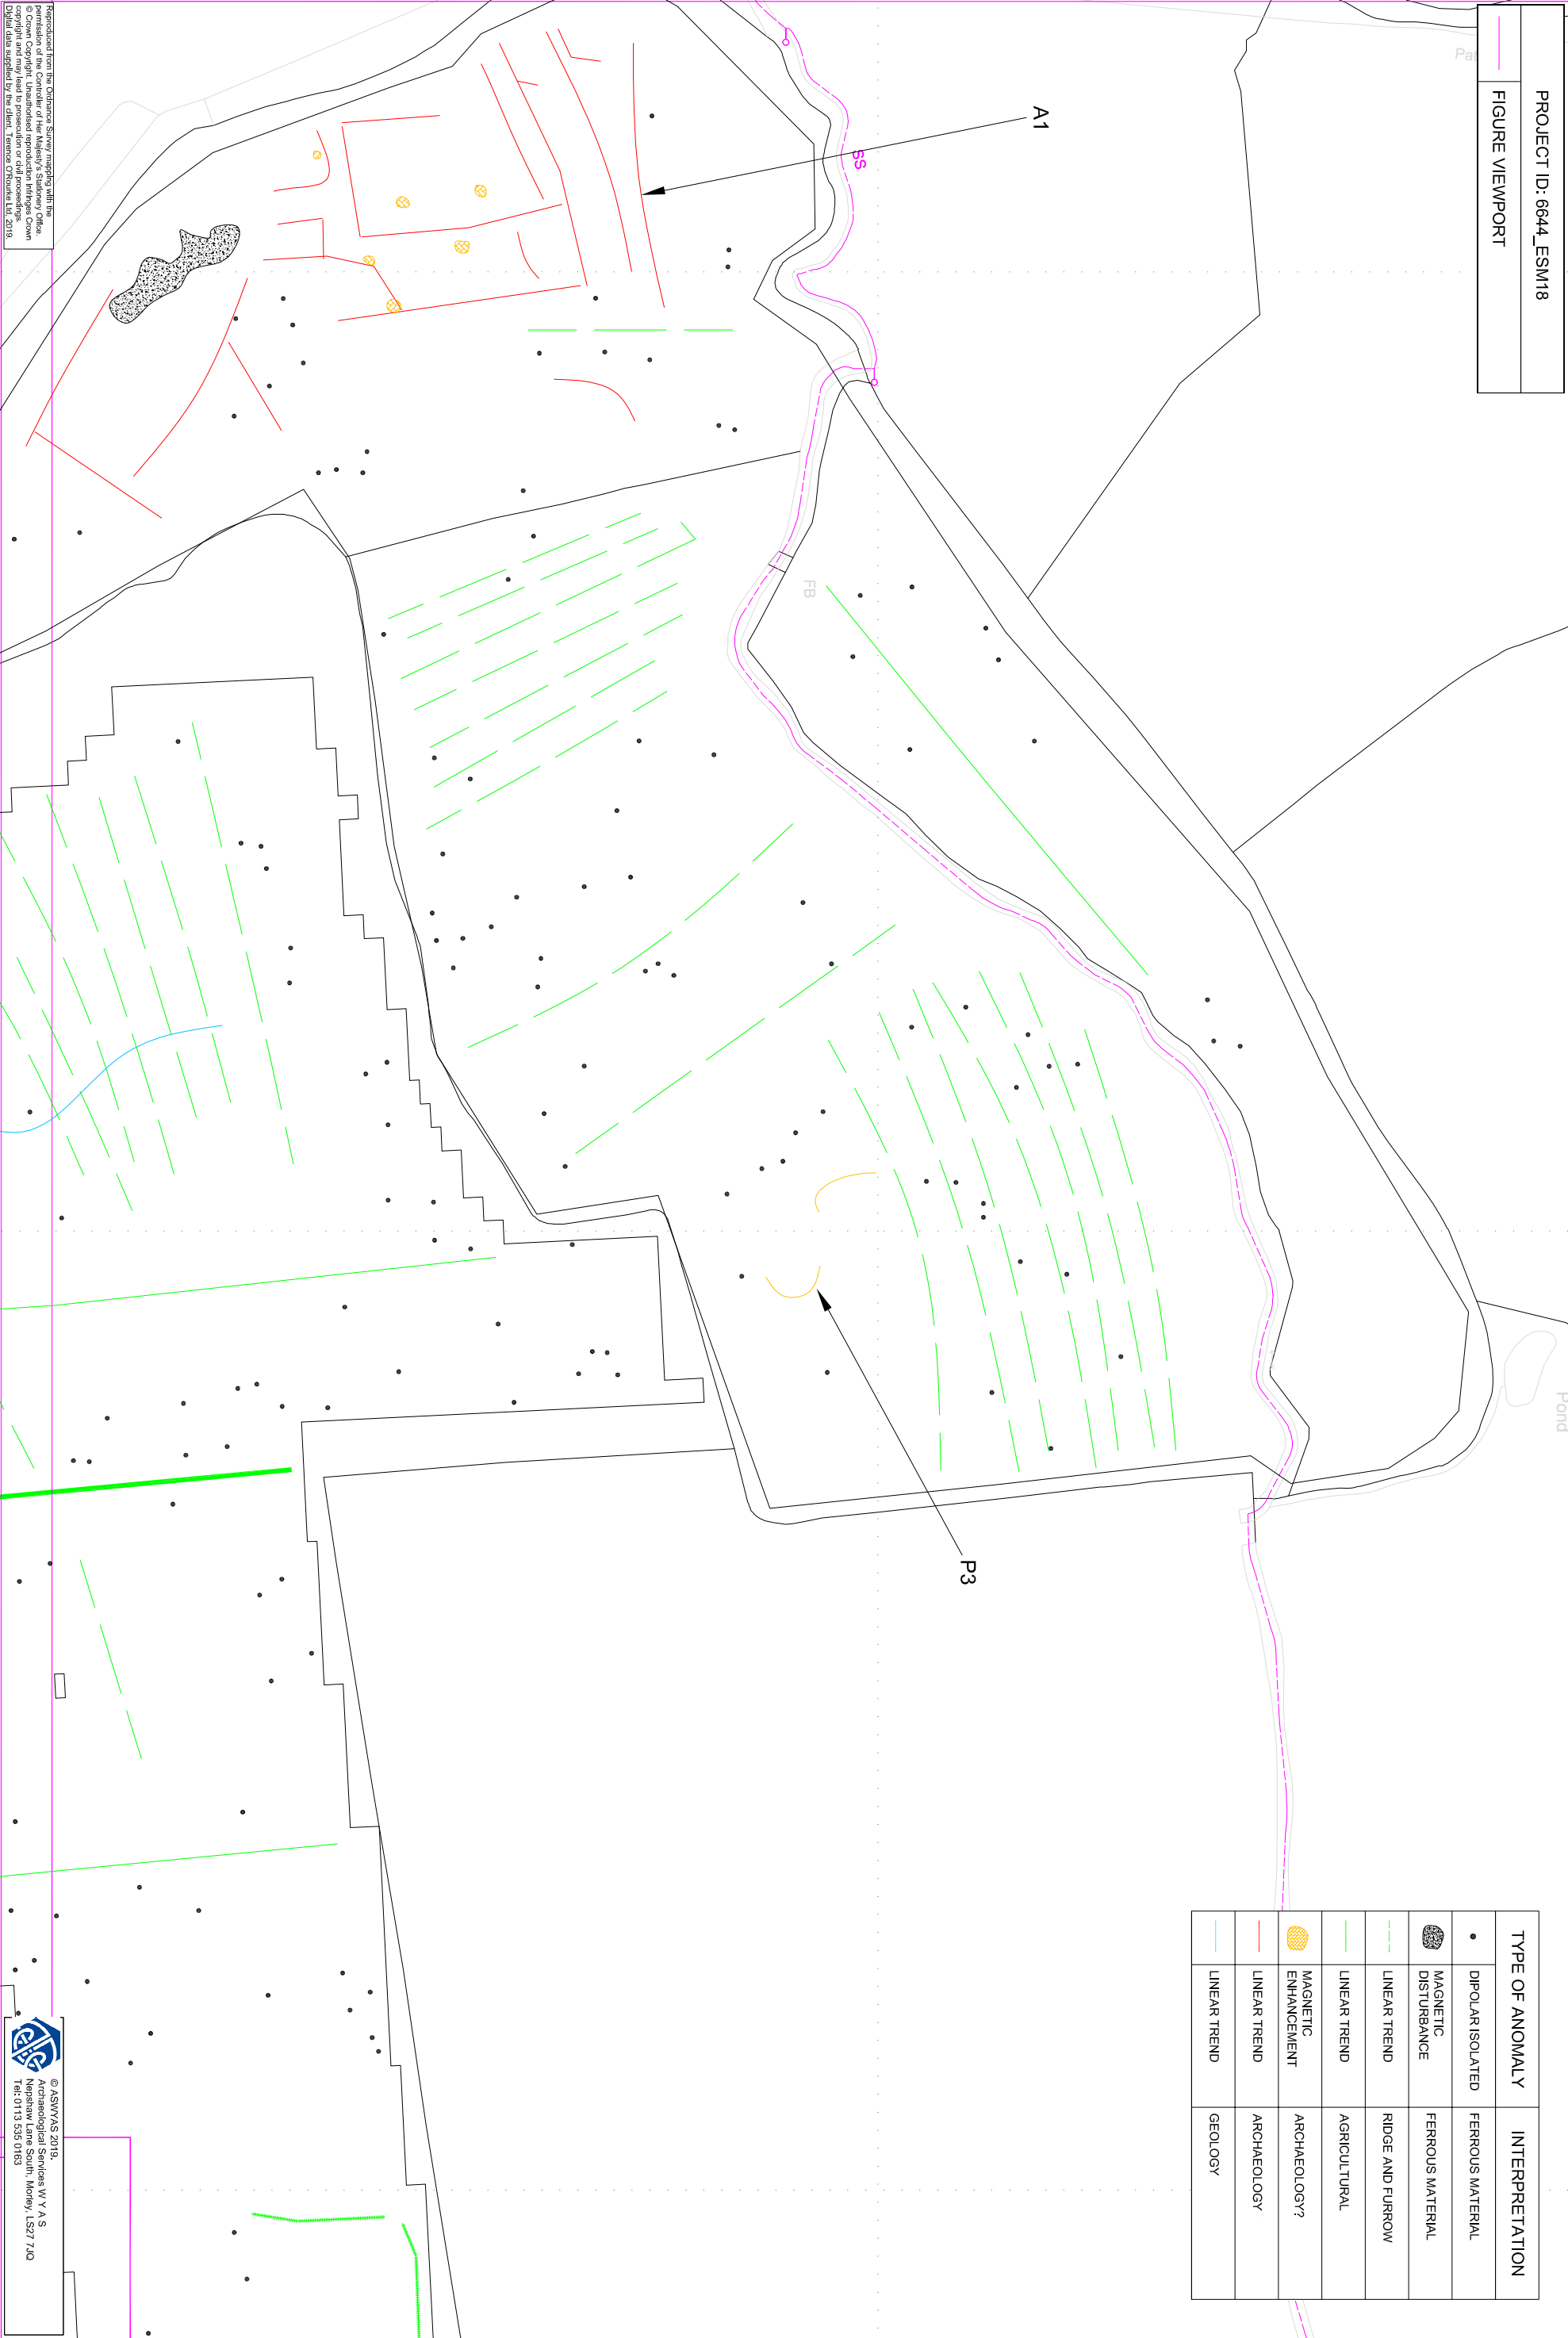 PROJECT ID: 6644_ESM18
FIGURE VIEWPORT
A1
SS
FB
P3
Pond
TYPE OF ANOMALY
INTERPRETATION
DIPOLAR ISOLATED
FERROUS MATERIAL
MAGNETIC
DISTURBANCE
FERROUS MATERIAL
LINEAR TREND
RIDGE AND FURROW
LINEAR TREND
AGRICULTURAL
MAGNETIC
ENHANCEMENT
ARCHAEOLOGY?
LINEAR TREND
ARCHAEOLOGY
LINEAR TREND
GEOLOGY
Reproduced from the Ordnance Survey mapping with the
permission of the Controller of Her Majesty's Stationery Office.
© Crown Copyright. Unauthorised reproduction infringes Crown
copyright and may lead to prosecution or civil proceedings.
Digital data supplied by the client, Terence O'Rourke Ltd, 2019.
© ASWYAS 2019.
Archaeological Services W Y A S
Nepshaw Lane South, Morley, LS27 7JQ
Tel: 0113 535 0163